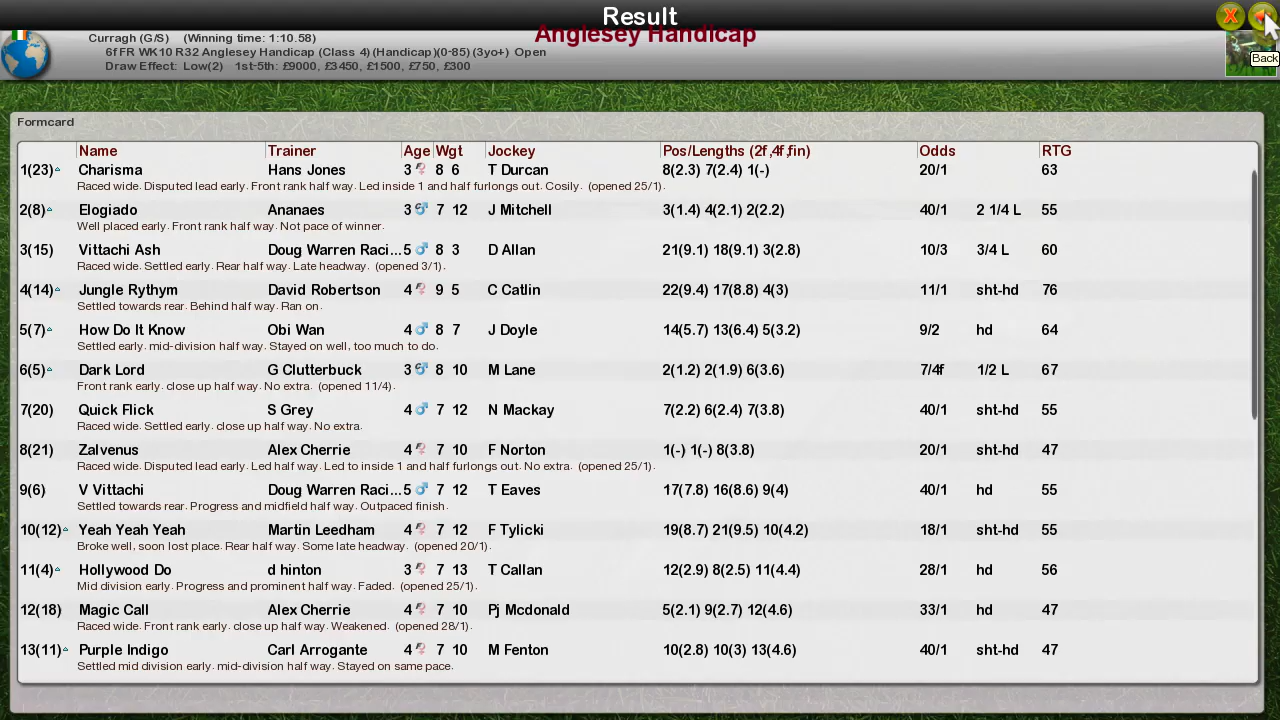 Result
Anglesey Handicap
Curragh (G/S) (Winning time: 1:10.58)
6f FR WK10 R32 Anglesey Handicap (Class 4) (Handicap)(0-85) (3yo+) Open
Draw Effect: Low(2) 1st-5th: £9000, £3450, £1500, £750, £300
X
Back
Formcard
Name Trainer Age Wgt Jockey Pos/Lengths (2f,4f,fin) Odds RTG
1(23) Charisma Hans Jones 3 8 6 T Durcan 8(2.3) 7(2.4) 1(-) 20/1 63
Raced wide. Disputed lead early. Front rank half way. Led inside 1 and half furlongs out. Cosily. (opened 25/1).
2(8) Elogiado Ananaes 3 7 12 J Mitchell 3(1.4) 4(2.1) 2(2.2) 40/1 2 1/4 L 55
Well placed early. Front rank half way. Not pace of winner.
3(15) Vittachi Ash Doug Warren Raci... 5 8 3 D Allan 21(9.1) 18(9.1) 3(2.8) 10/3 3/4 L 60
Raced wide. Settled early. Rear half way. Late headway. (opened 3/1).
4(14) Jungle Rythym David Robertson 4 9 5 C Catlin 22(9.4) 17(8.8) 4(3) 11/1 sht-hd 76
Settled towards rear. Behind half way. Ran on.
5(7) How Do It Know Obi Wan 4 8 7 J Doyle 14(5.7) 13(6.4) 5(3.2) 9/2 hd 64
Settled early. mid-division half way. Stayed on well, too much to do.
6(5) Dark Lord G Clutterbuck 3 8 10 M Lane 2(1.2) 2(1.9) 6(3.6) 7/4f 1/2 L 67
Front rank early. close up half way. No extra. (opened 11/4).
7(20) Quick Flick S Grey 4 7 12 N Mackay 7(2.2) 6(2.4) 7(3.8) 40/1 sht-hd 55
Raced wide. Settled early. close up half way. No extra.
8(21) Zalvenus Alex Cherrie 4 7 10 F Norton 1(-) 1(-) 8(3.8) 20/1 sht-hd 47
Raced wide. Disputed lead early. Led half way. Led to inside 1 and half furlongs out. No extra. (opened 25/1).
9(6) V Vittachi Doug Warren Raci... 5 7 12 T Eaves 17(7.8) 16(8.6) 9(4) 40/1 hd 55
Settled towards rear. Progress and midfield half way. Outpaced finish.
10(12) Yeah Yeah Yeah Martin Leedham 4 7 12 F Tylicki 19(8.7) 21(9.5) 10(4.2) 18/1 sht-hd 55
Broke well, soon lost place. Rear half way. Some late headway. (opened 20/1).
11(4) Hollywood Do d hinton 3 7 13 T Callan 12(2.9) 8(2.5) 11(4.4) 28/1 hd 56
Mid division early. Progress and prominent half way. Faded. (opened 25/1).
12(18) Magic Call Alex Cherrie 4 7 10 Pj Mcdonald 5(2.1) 9(2.7) 12(4.6) 33/1 hd 47
Raced wide. Front rank early. close up half way. Weakened. (opened 28/1).
13(11) Purple Indigo Carl Arrogante 4 7 10 M Fenton 10(2.8) 10(3) 13(4.6) 40/1 sht-hd 47
Settled mid division early. mid-division half way. Stayed on same pace.